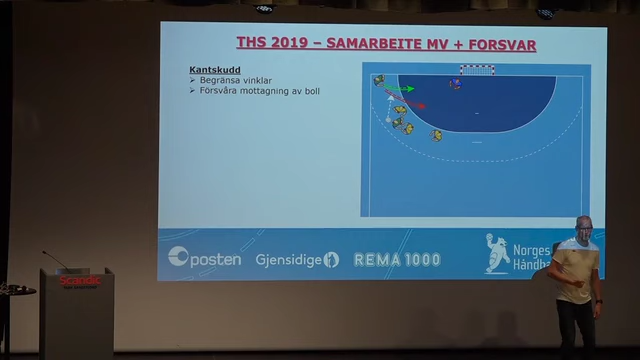 THS 2019 – SAMARBEITE MV + FORSVAR
Kantskudd
➢ Begränsa vinklar
➢ Försvåra mottagning av boll
posten
Gjensidige
REMA 1000
Norges
Håndba
Scandic